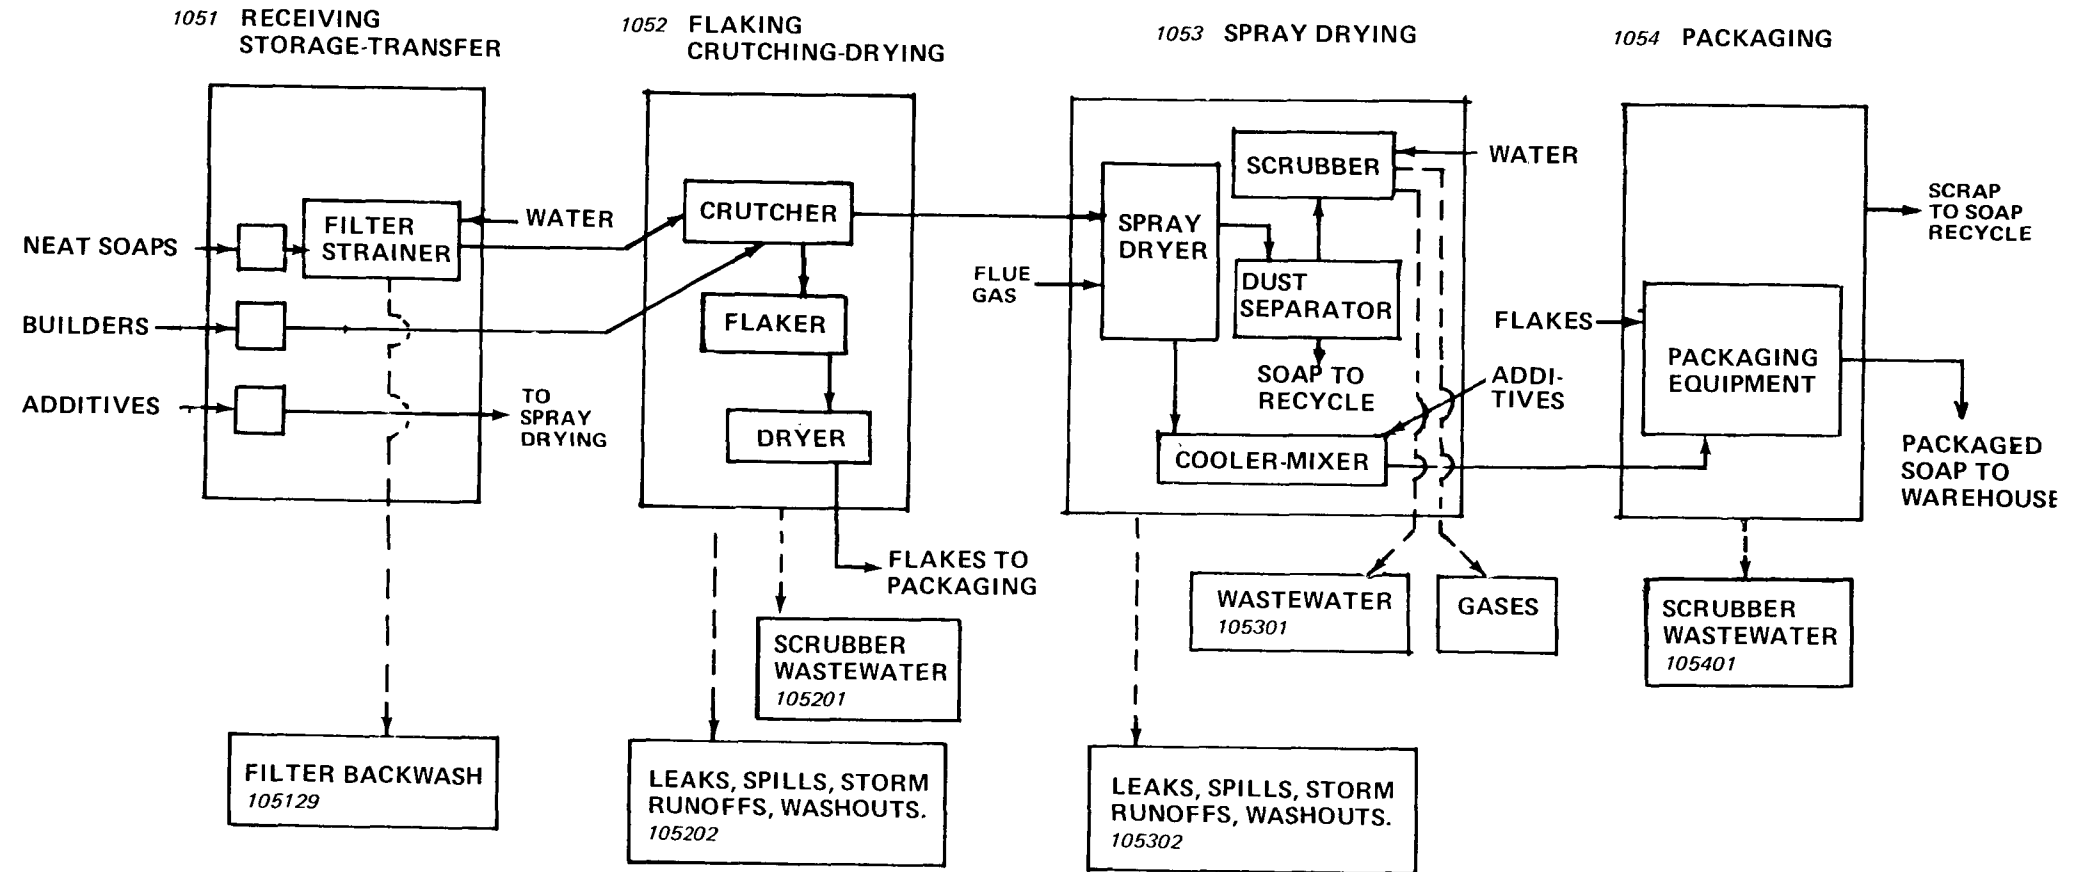 1051 RECEIVING
STORAGE-TRANSFER
NEAT SOAPS
BUILDERS
ADDITIVES
FILTER
STRAINER
WATER
TO
SPRAY
DRYING
FILTER BACKWASH
105129
1052 FLAKING
CRUTCHING-DRYING
CRUTCHER
FLAKER
DRYER
FLAKES TO
PACKAGING
SCRUBBER
WASTEWATER
105201
LEAKS, SPILLS, STORM
RUNOFFS, WASHOUTS.
105202
1053 SPRAY DRYING
FLUE
GAS
SPRAY
DRYER
SCRUBBER
WATER
DUST
SEPARATOR
SOAP TO
RECYCLE
ADDI-
TIVES
COOLER-MIXER
WASTEWATER
105301
GASES
LEAKS, SPILLS, STORM
RUNOFFS, WASHOUTS.
105302
1054 PACKAGING
SCRAP
TO SOAP
RECYCLE
FLAKES
PACKAGING
EQUIPMENT
PACKAGED
SOAP TO
WAREHOUSE
SCRUBBER
WASTEWATER
105401